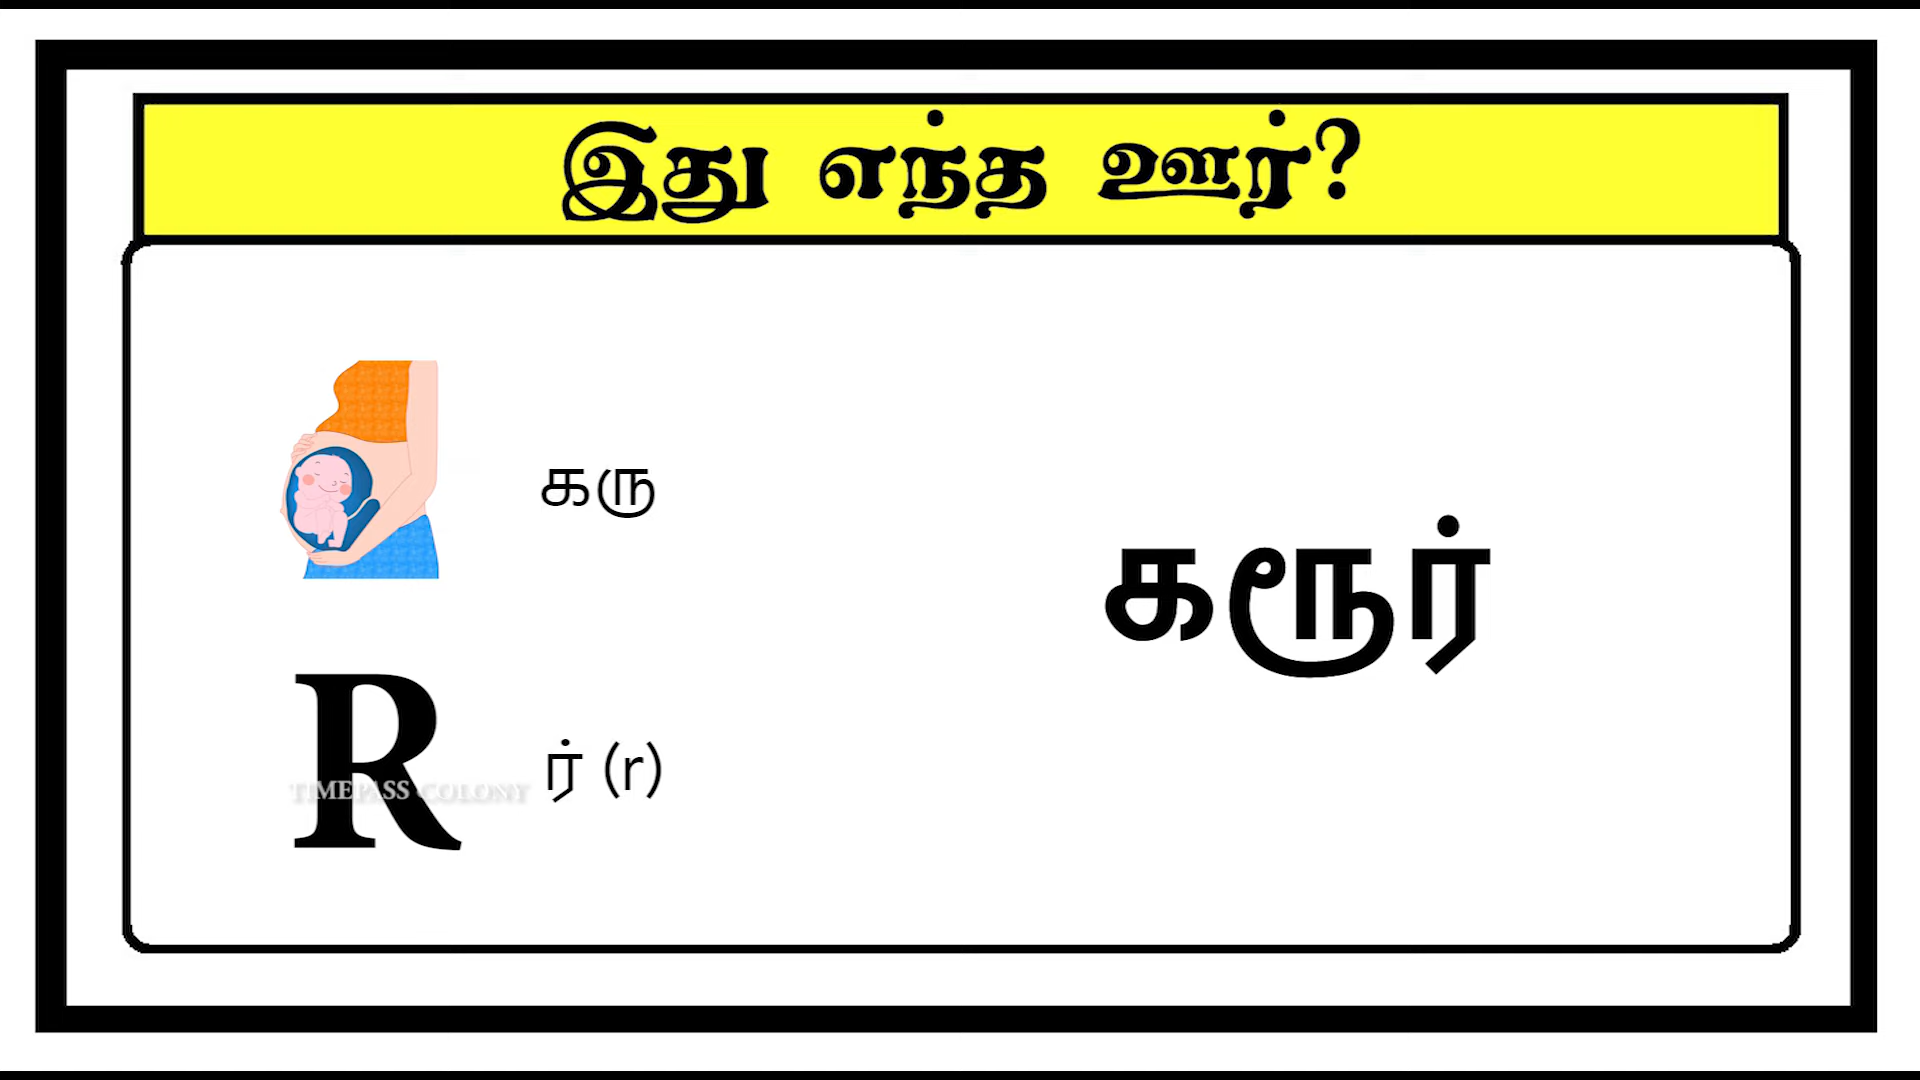 இது எந்த ஊர்?
கரு
கரூர்
R
ர் (r)
TIMEPASS COLONY